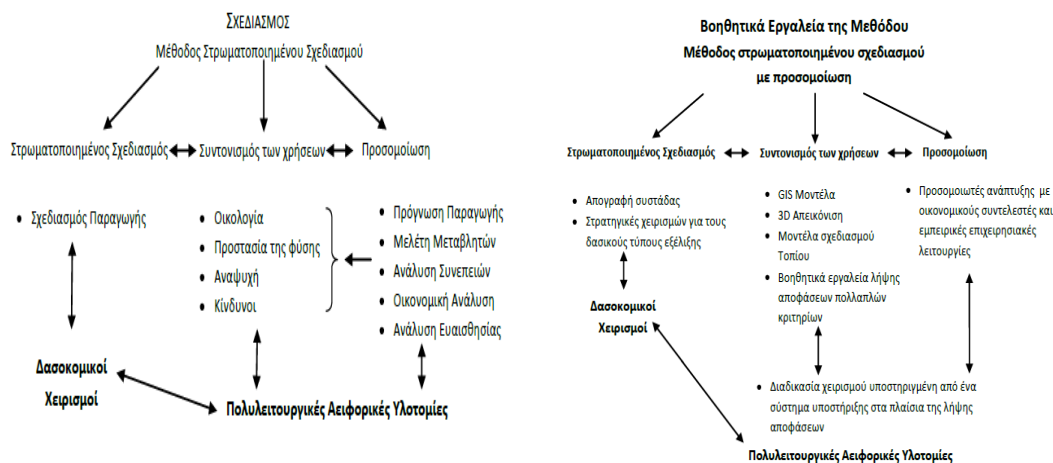 ΣΧΕΔΙΑΣΜΟΣ
Μέθοδος Στρωματοποιημένου Σχεδιασμού
Στρωματοποιημένος Σχεδιασμός
Συντονισμός των χρήσεων
Προσομοίωση
• Σχεδιασμός Παραγωγής
• Οικολογία
• Προστασία της φύσης
• Αναψυχή
• Κίνδυνοι
• Πρόγνωση Παραγωγής
• Μελέτη Μεταβλητών
• Ανάλυση Συνεπειών
• Οικονομική Ανάλυση
• Ανάλυση Ευαισθησίας
Δασοκομικοί
Χειρισμοί
Πολυλειτουργικές Αειφορικές Υλοτομίες
Βοηθητικά Εργαλεία της Μεθόδου
Μέθοδος στρωματοποιημένου σχεδιασμού
με προσομοίωση
Στρωματοποιημένος Σχεδιασμός
Συντονισμός των χρήσεων
Προσομοίωση
• Απογραφή συστάδας
• Στρατηγικές χειρισμών για τους
δασικούς τύπους εξέλιξης
• GIS Μοντέλα
• 3D Απεικόνιση
• Μοντέλα σχεδιασμού
Τοπίου
• Βοηθητικά εργαλεία λήψης
αποφάσεων πολλαπλών
κριτηρίων
• Προσομοιωτές ανάπτυξης με
οικονομικούς συντελεστές και
εμπειρικές επιχειρησιακές
λειτουργίες
Δασοκομικοί
Χειρισμοί
• Διαδικασία χειρισμού υποστηριγμένη από ένα
σύστημα υποστήριξης στα πλαίσια της λήψης
αποφάσεων
Πολυλειτουργικές Αειφορικές Υλοτομίες